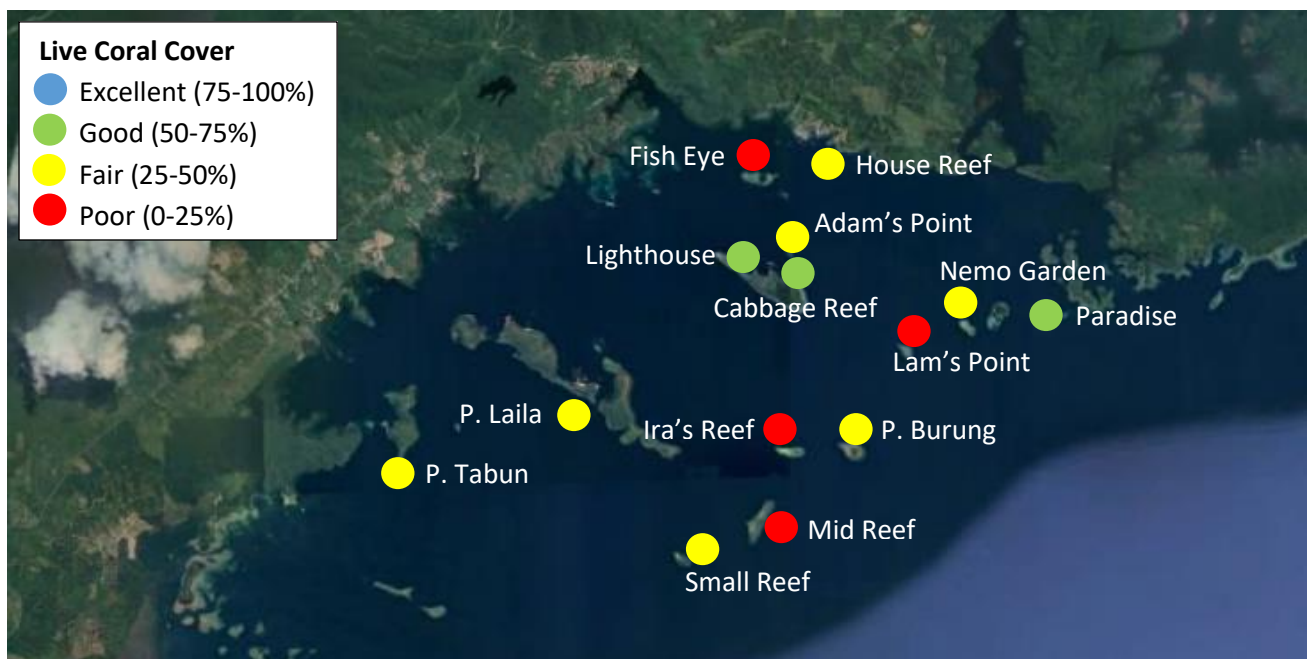 Live Coral Cover
Excellent (75-100%)
Good (50-75%)
Fair (25-50%)
Poor (0-25%)
Fish Eye
House Reef
Adam's Point
Lighthouse
Nemo Garden
Cabbage Reef
Paradise
Lam's Point
P. Laila
Ira's Reef
P. Burung
P. Tabun
Mid Reef
Small Reef